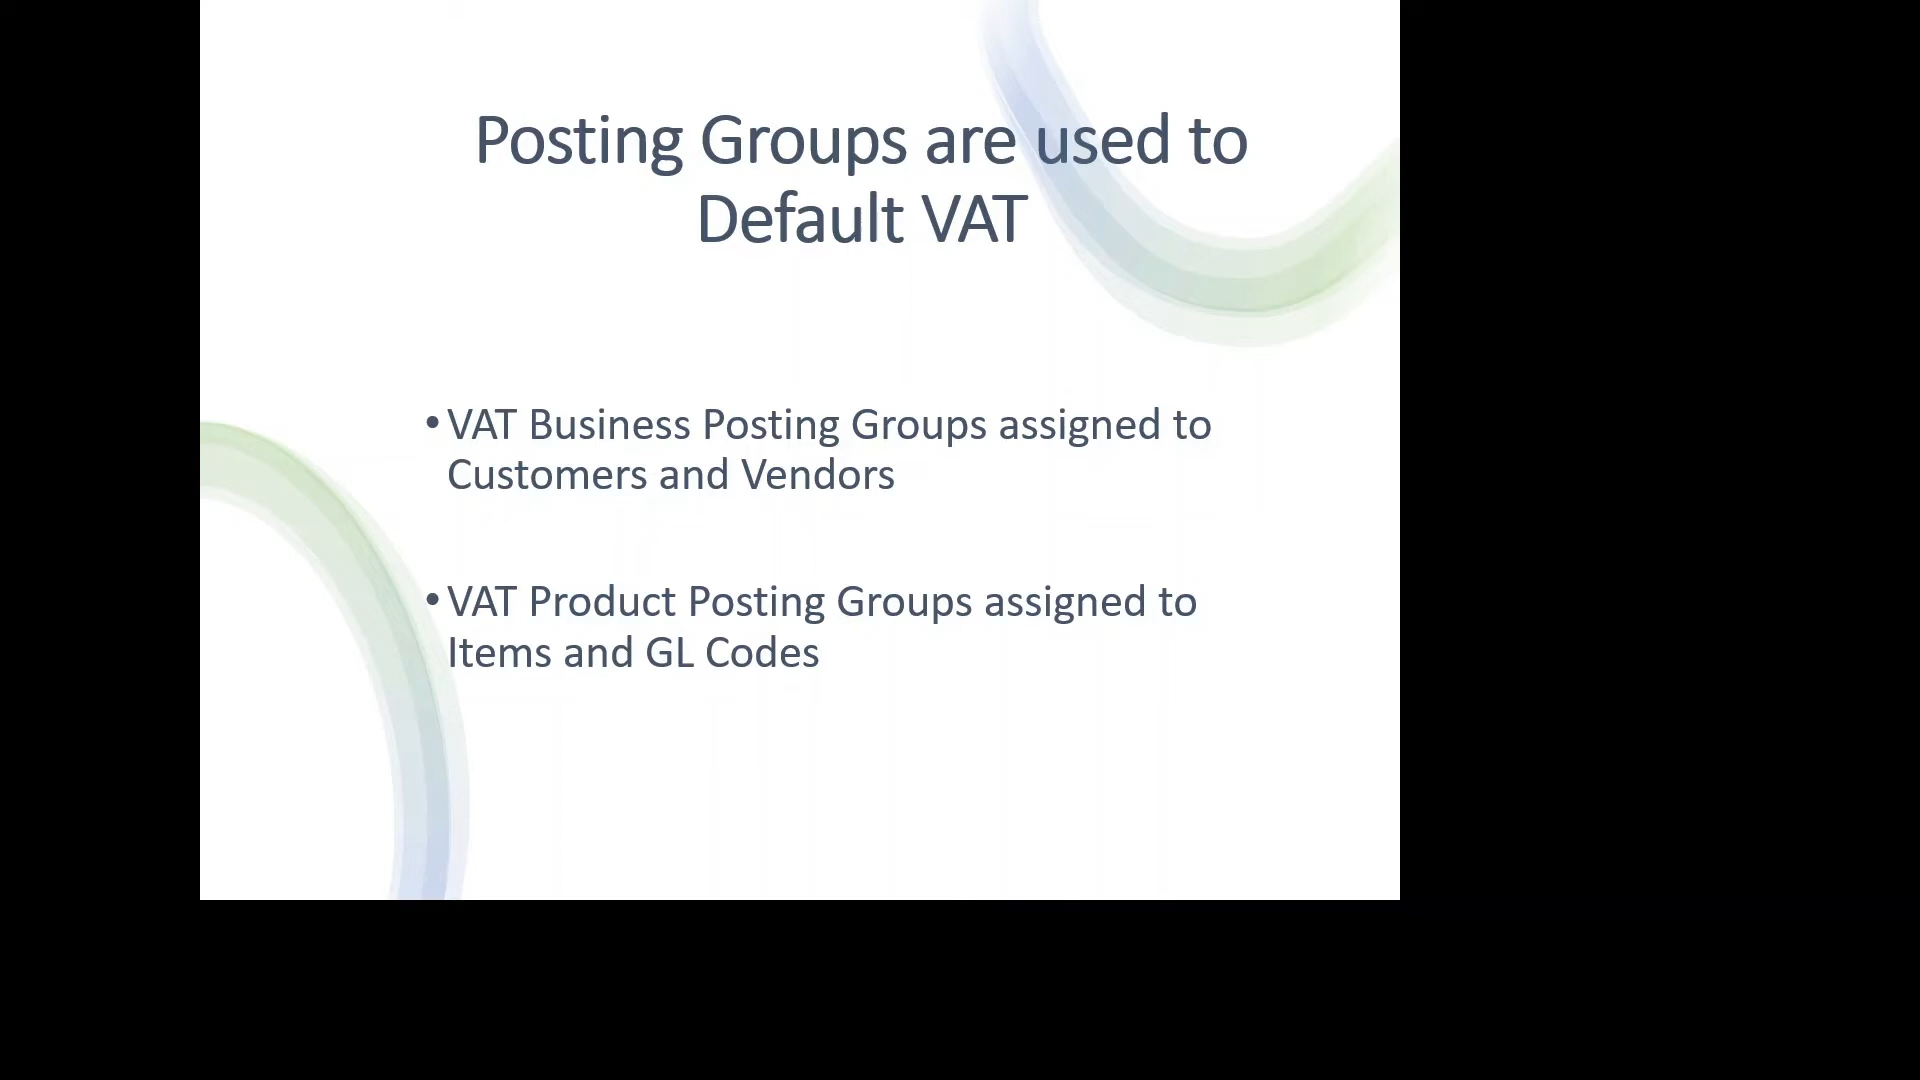 Posting Groups are used to
Default VAT
• VAT Business Posting Groups assigned to
Customers and Vendors
• VAT Product Posting Groups assigned to
Items and GL Codes